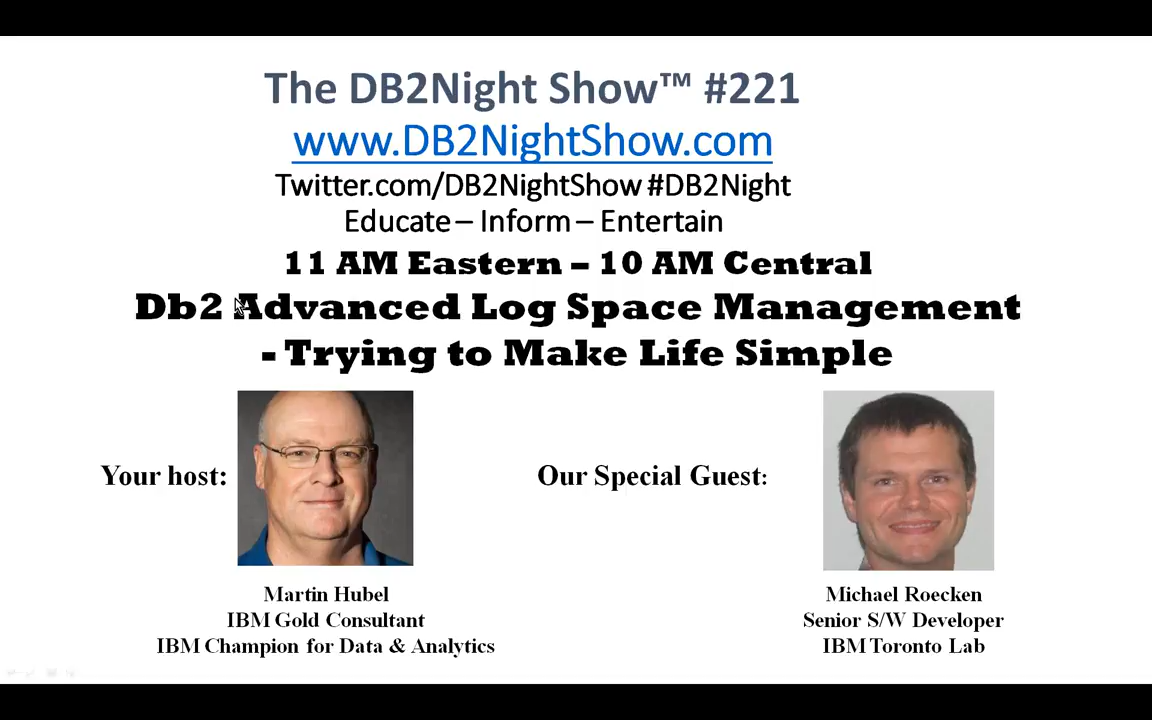 The DB2Night Show™ #221
www.DB2NightShow.com
Twitter.com/DB2NightShow #DB2Night
Educate – Inform – Entertain
11 AM Eastern – 10 AM Central
Db2 Advanced Log Space Management
- Trying to Make Life Simple
Your host:
Our Special Guest:
Martin Hubel
IBM Gold Consultant
IBM Champion for Data & Analytics
Michael Roecken
Senior S/W Developer
IBM Toronto Lab